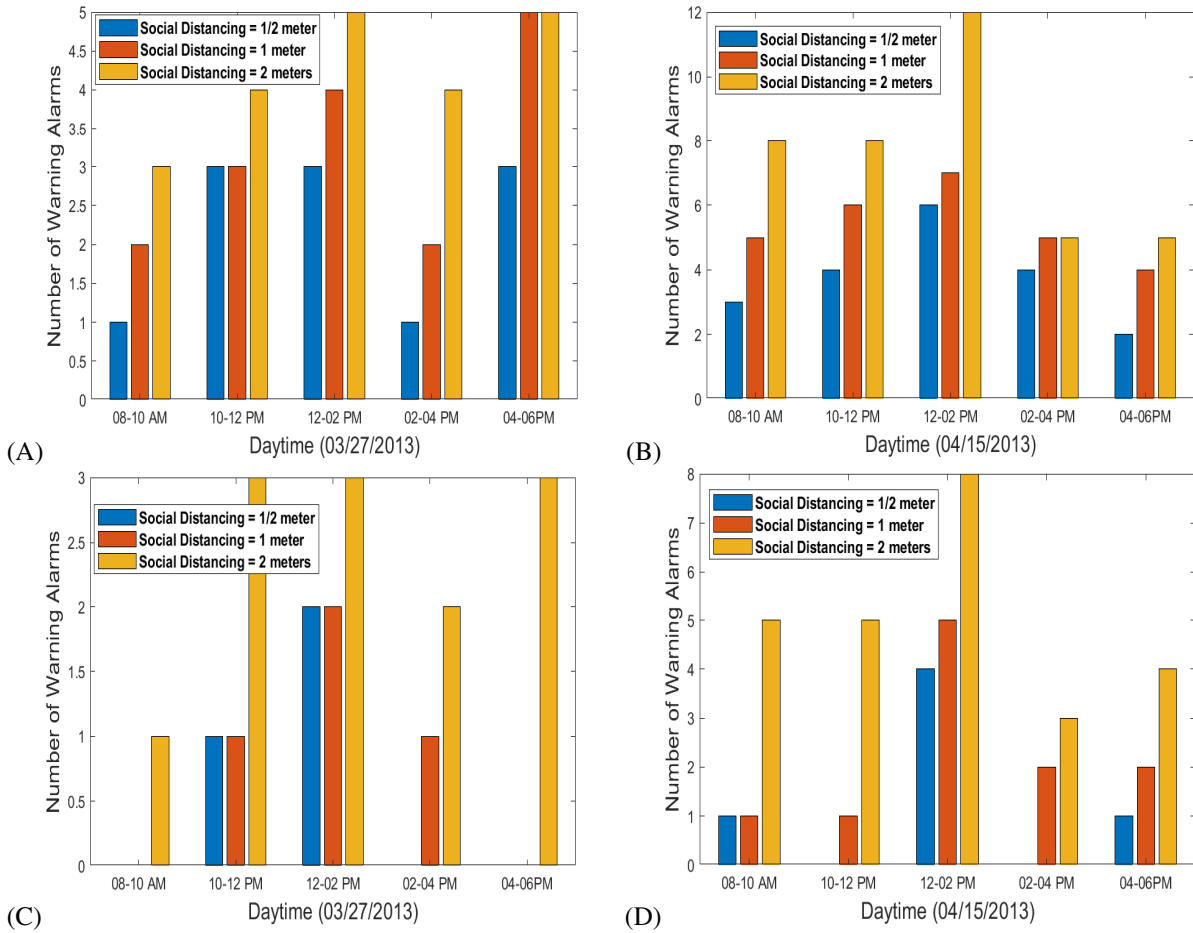 5
4.5
4
3.5
3
2.5
2
1.5
1
0.5
0
Number of Warning Alarms
Social Distancing = 1/2 meter
Social Distancing = 1 meter
Social Distancing = 2 meters
08-10 AM 10-12 PM 12-02 PM 02-04 PM 04-06PM
Daytime (03/27/2013)
(A)
12
10
8
6
4
2
0
Number of Warning Alarms
Social Distancing = 1/2 meter
Social Distancing = 1 meter
Social Distancing = 2 meters
08-10 AM 10-12 PM 12-02 PM 02-04 PM 04-06PM
Daytime (04/15/2013)
(B)
3
2.5
2
1.5
1
0.5
0
Number of Warning Alarms
Social Distancing = 1/2 meter
Social Distancing = 1 meter
Social Distancing = 2 meters
08-10 AM 10-12 PM 12-02 PM 02-04 PM 04-06PM
Daytime (03/27/2013)
(C)
8
7
6
5
4
3
2
1
0
Number of Warning Alarms
Social Distancing = 1/2 meter
Social Distancing = 1 meter
Social Distancing = 2 meters
08-10 AM 10-12 PM 12-02 PM 02-04 PM 04-06PM
Daytime (04/15/2013)
(D)